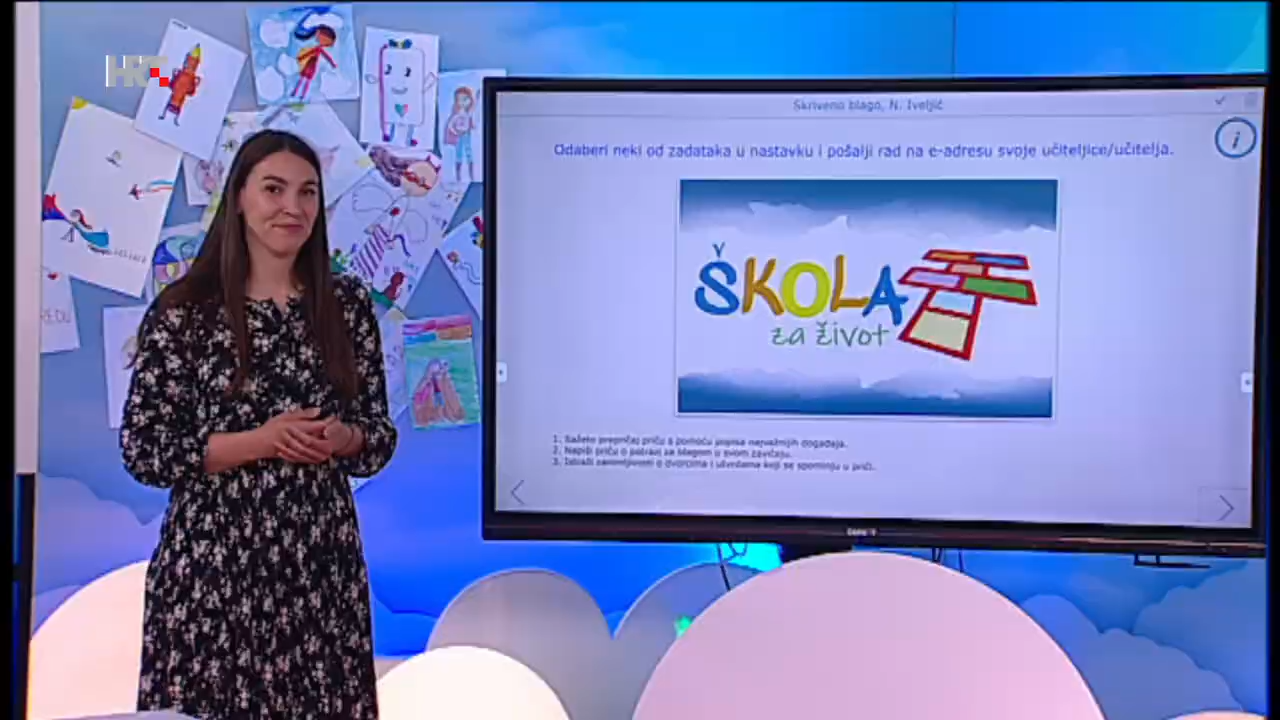 HRT
Skriveno blago, N. Iveljić
Odaberi neki od zadataka u nastavku i pošalji rad na e-adresu svoje učiteljice/učitelja.
ŠKOLA
za život
1. Sažeto prepričaj priču s pomoću popisa najvažnijih događaja.
2. Napiši priču o potrazi za blagom u svom zavičaju.
3. Istraži zanimljivosti o dvorcima i utvrdama koji se spominju u priči.